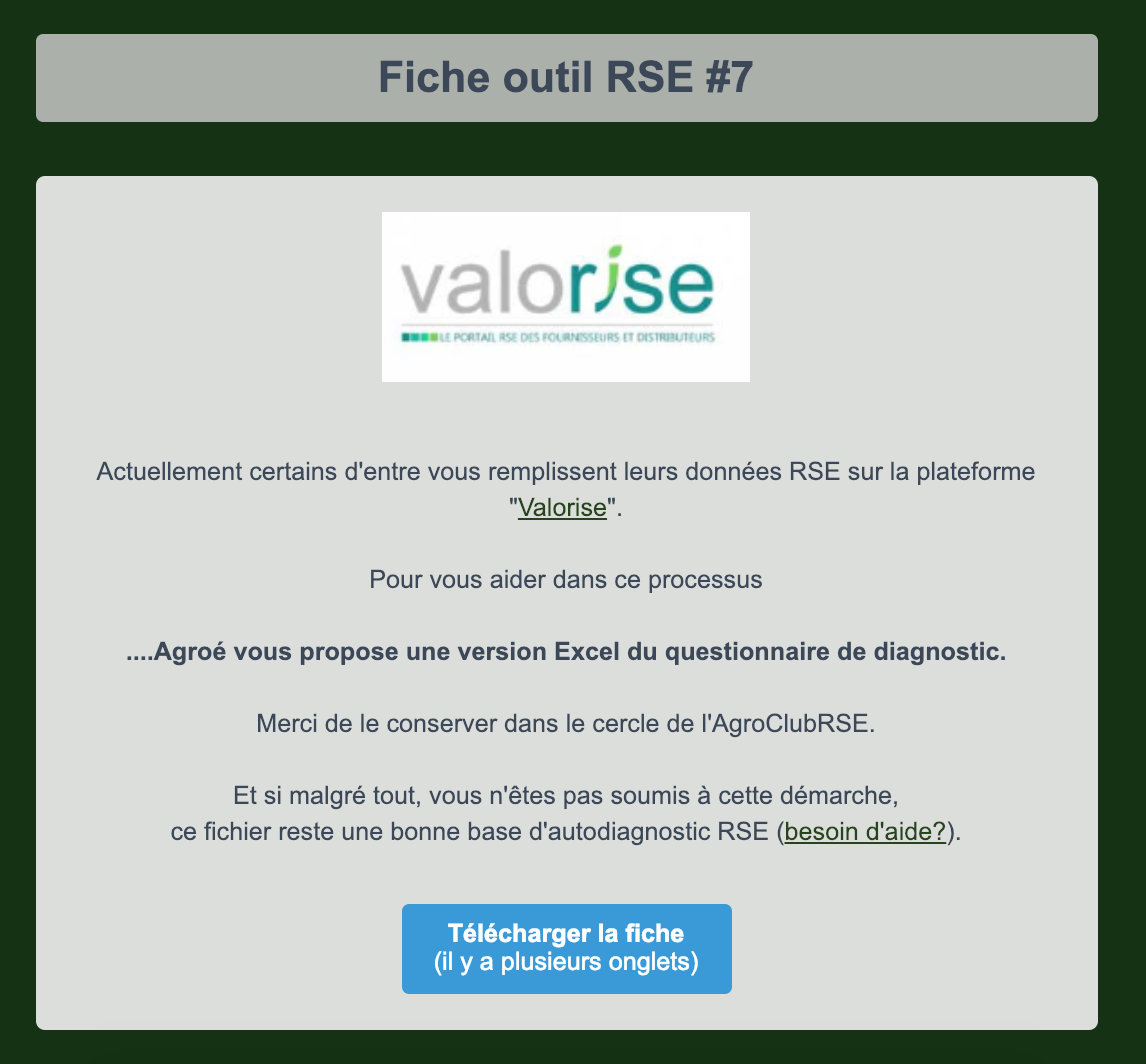 Fiche outil RSE #7
valorise
LE PORTAIL RSE DES FOURNISSEURS ET DISTRIBUTEURS
Actuellement certains d'entre vous remplissent leurs données RSE sur la plateforme
"Valorise".
Pour vous aider dans ce processus
....Agroé vous propose une version Excel du questionnaire de diagnostic.
Merci de le conserver dans le cercle de l'AgroClubRSE.
Et si malgré tout, vous n'êtes pas soumis à cette démarche,
ce fichier reste une bonne base d'autodiagnostic RSE (besoin d'aide?).
Télécharger la fiche
(il y a plusieurs onglets)